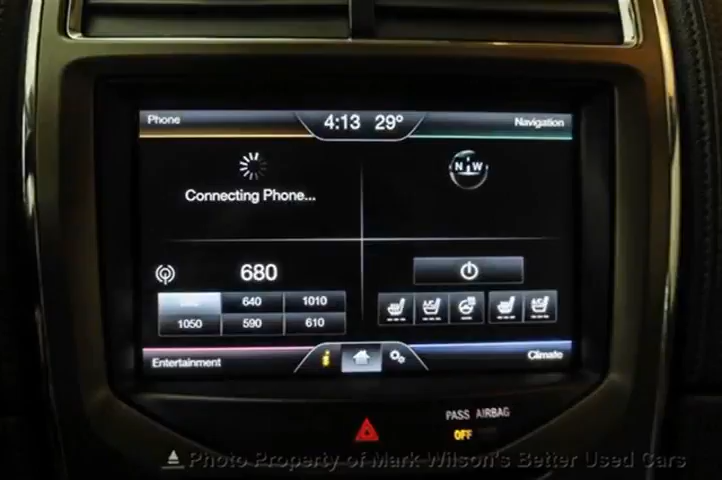 Phone
4:13 29°
Navigation
Connecting Phone...
N W
680
640 1010
1050 590 610
A/C A/C
Entertainment
i
Climate
PASS AIRBAG
OFF
Photo Property of Mark Wilson's Better Used Cars